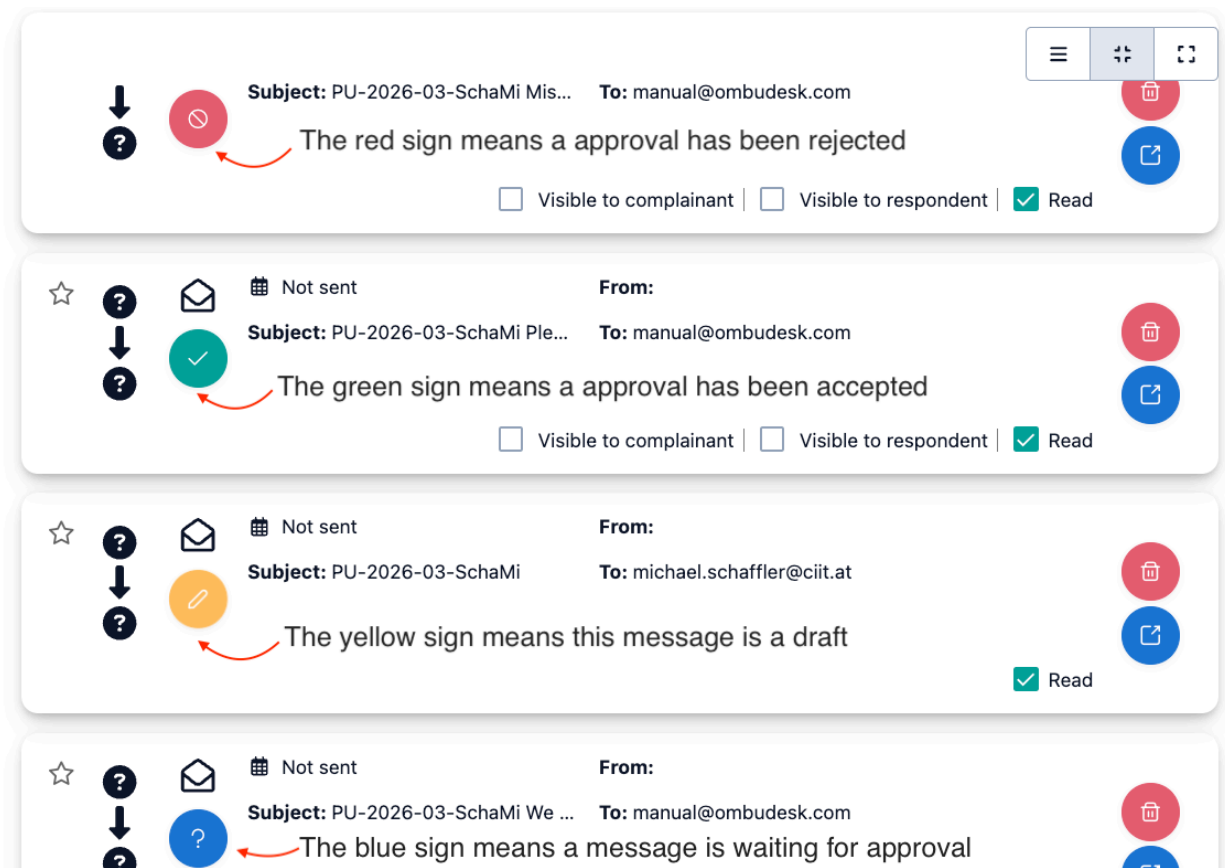 Subject: PU-2026-03-SchaMi Mis... To: manual@ombudesk.com
The red sign means a approval has been rejected
Visible to complainant | Visible to respondent | Read
Not sent From:
Subject: PU-2026-03-SchaMi Ple... To: manual@ombudesk.com
The green sign means a approval has been accepted
Visible to complainant | Visible to respondent | Read
Not sent From:
Subject: PU-2026-03-SchaMi To: michael.schaffler@ciit.at
The yellow sign means this message is a draft
Read
Not sent From:
Subject: PU-2026-03-SchaMi We ... To: manual@ombudesk.com
The blue sign means a message is waiting for approval